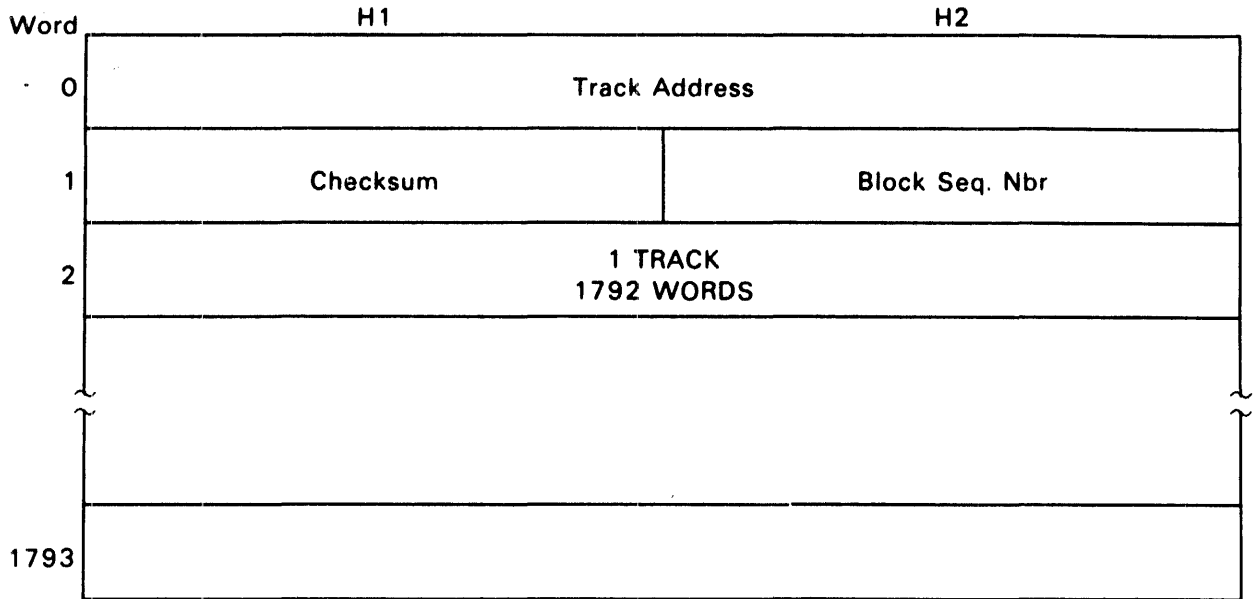 Word H1 H2
0 Track Address
1 Checksum Block Seq. Nbr
2 1 TRACK
1792 WORDS
1793